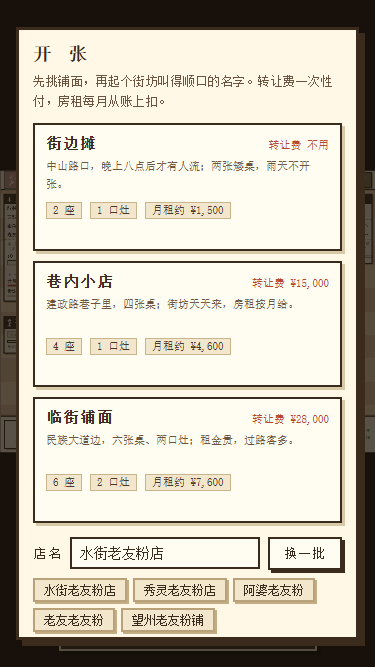 开 张
先挑铺面，再起个街坊叫得顺口的名字。转让费一次性
付，房租每月从账上扣。
街边摊 转让费 不用
中山路口，晚上八点后才有人流；两张矮桌，雨天不开
张。
2 座 1 口灶 月租约 ¥1,500
巷内小店 转让费 ¥15,000
建政路巷子里，四张桌；街坊天天来，房租按月给。
4 座 1 口灶 月租约 ¥4,600
临街铺面 转让费 ¥28,000
民族大道边，六张桌、两口灶；租金贵，过路客多。
6 座 2 口灶 月租约 ¥7,600
店名 水街老友粉店 换一批
水街老友粉店 秀灵老友粉店 阿婆老友粉
老友老友粉 望州老友粉铺